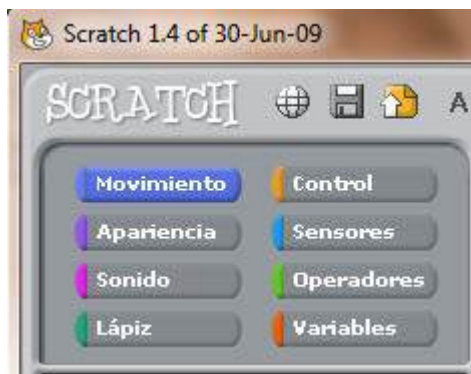 Scratch 1.4 of 30-Jun-09
SCRATCH A
Movimiento Control
Apariencia Sensores
Sonido Operadores
Lápiz Variables